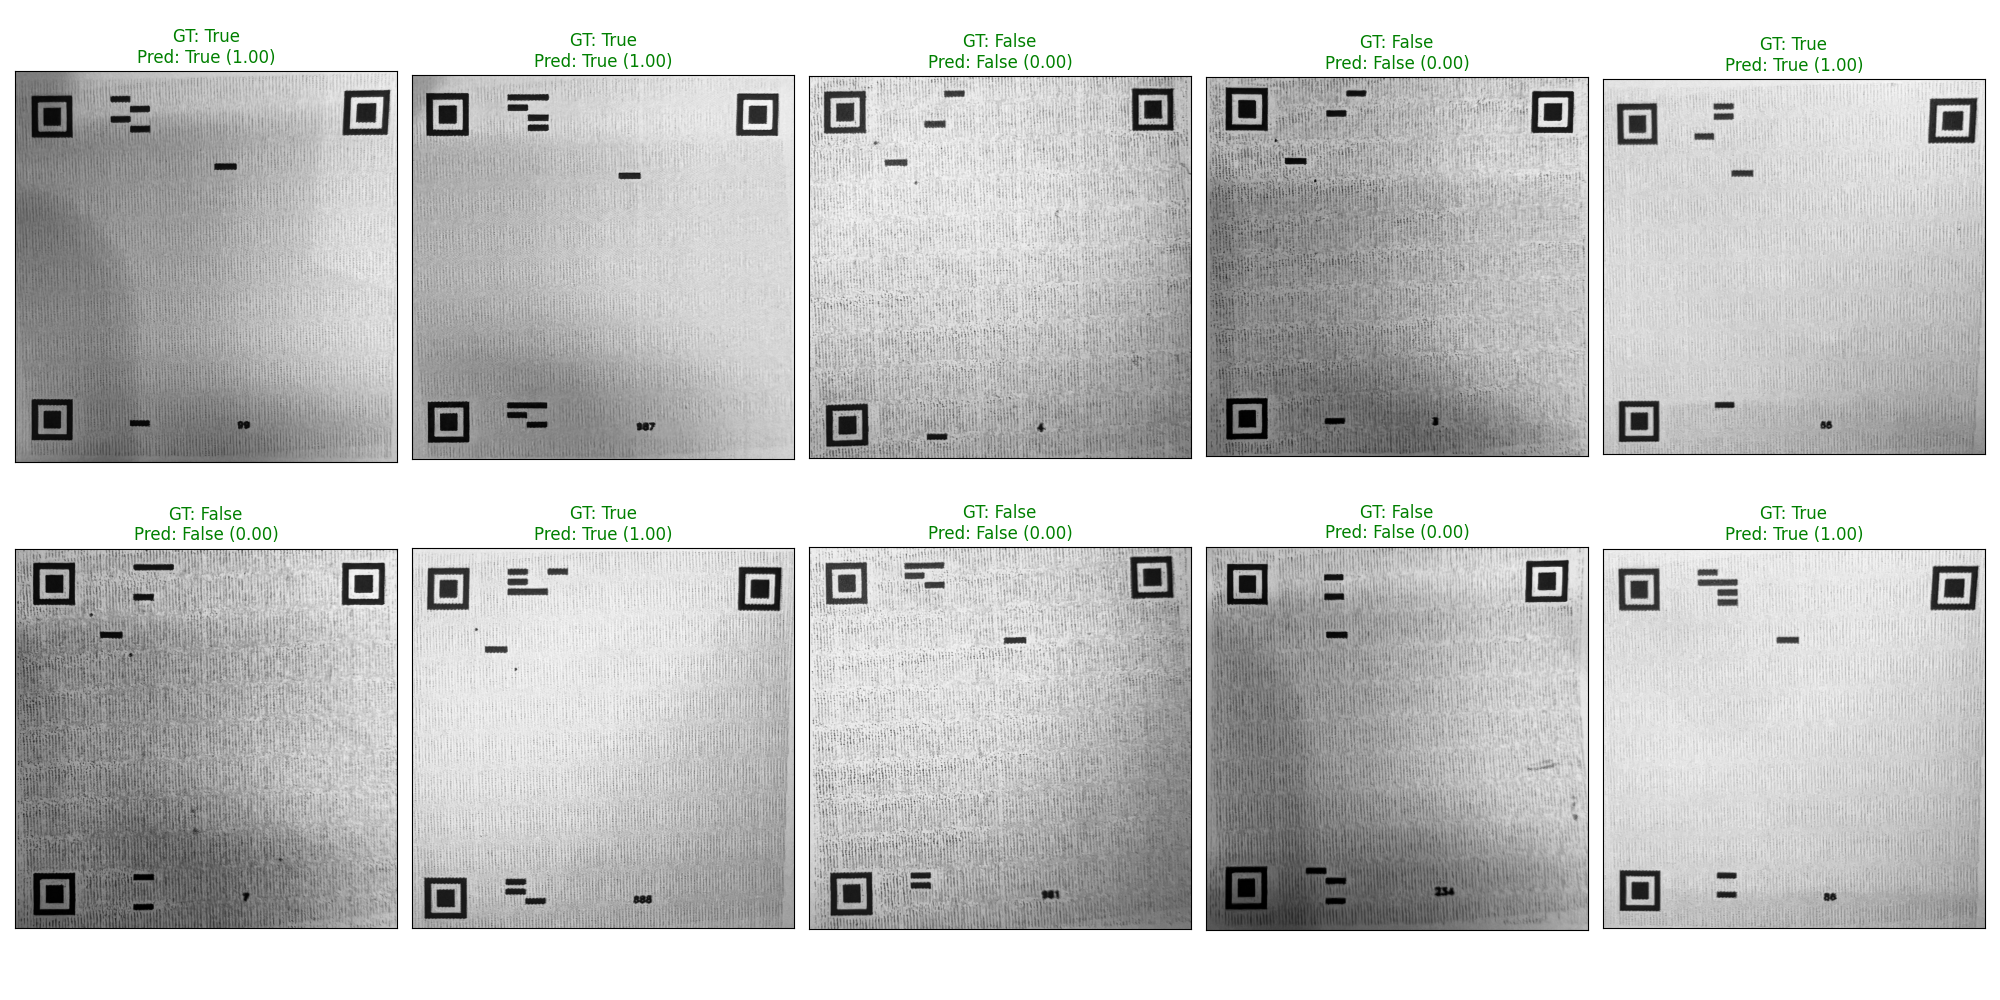 GT: True
Pred: True (1.00)
GT: True
Pred: True (1.00)
GT: False
Pred: False (0.00)
GT: False
Pred: False (0.00)
GT: True
Pred: True (1.00)
99
987
4
3
GT: False
Pred: False (0.00)
GT: True
Pred: True (1.00)
GT: False
Pred: False (0.00)
GT: False
Pred: False (0.00)
GT: True
Pred: True (1.00)
7
981
234
86